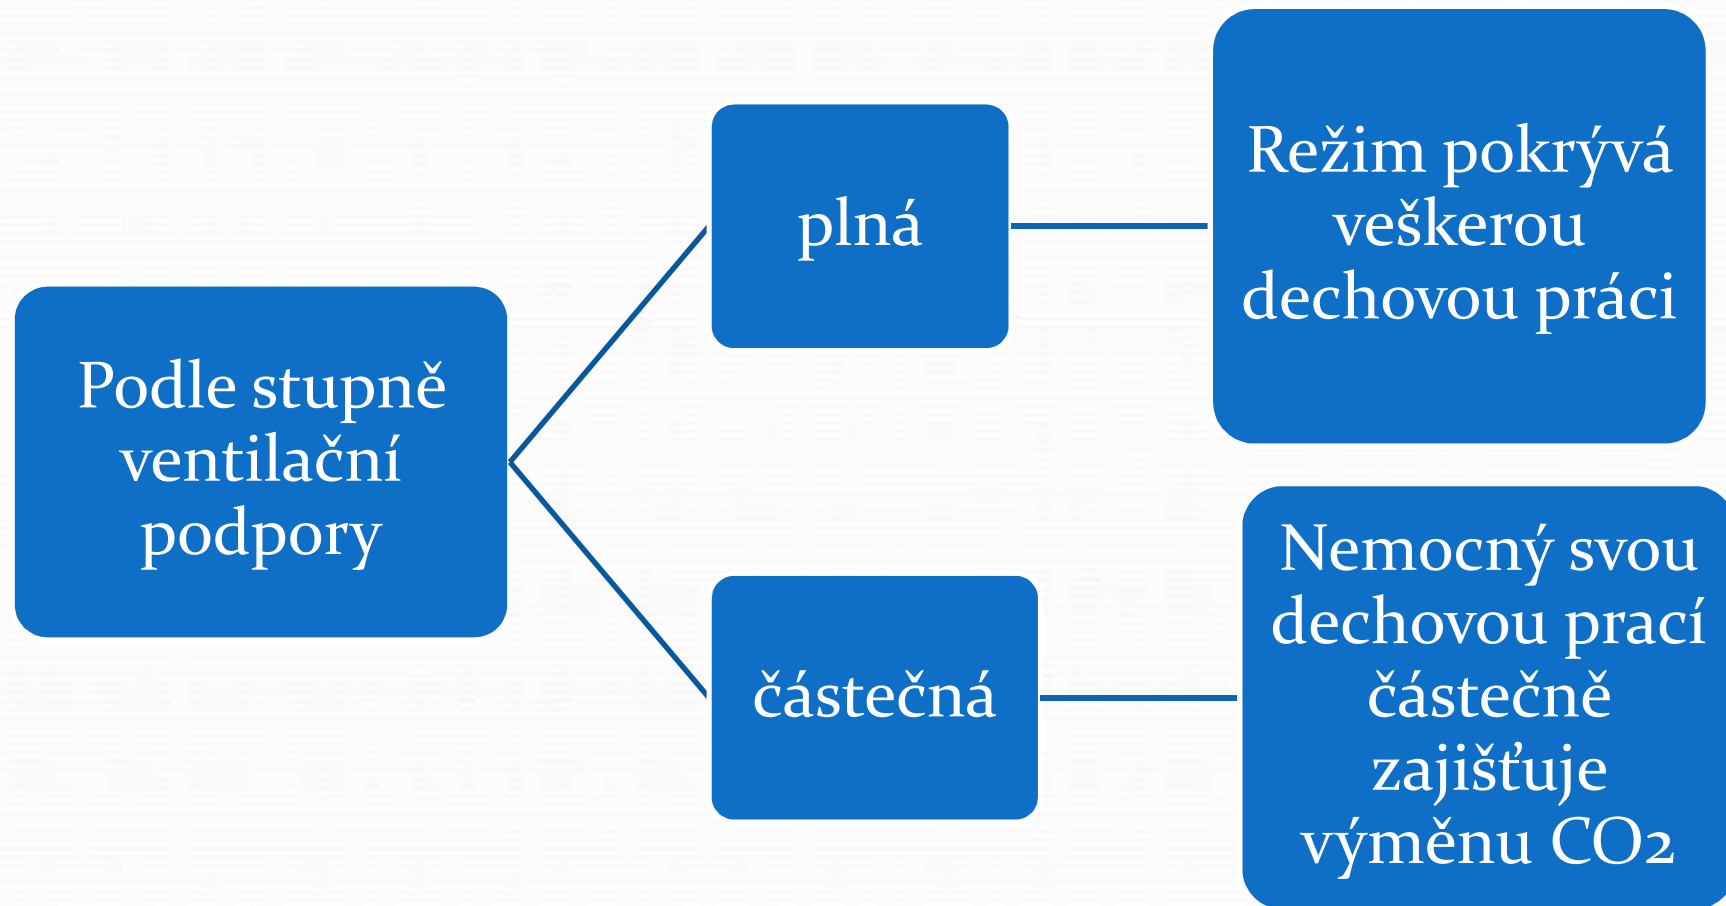 Podle stupně
ventilační
podpory
plná
Režim pokrývá
veškerou
dechovou práci
částečná
Nemocný svou
dechovou prací
částečně
zajišťuje
výměnu CO2